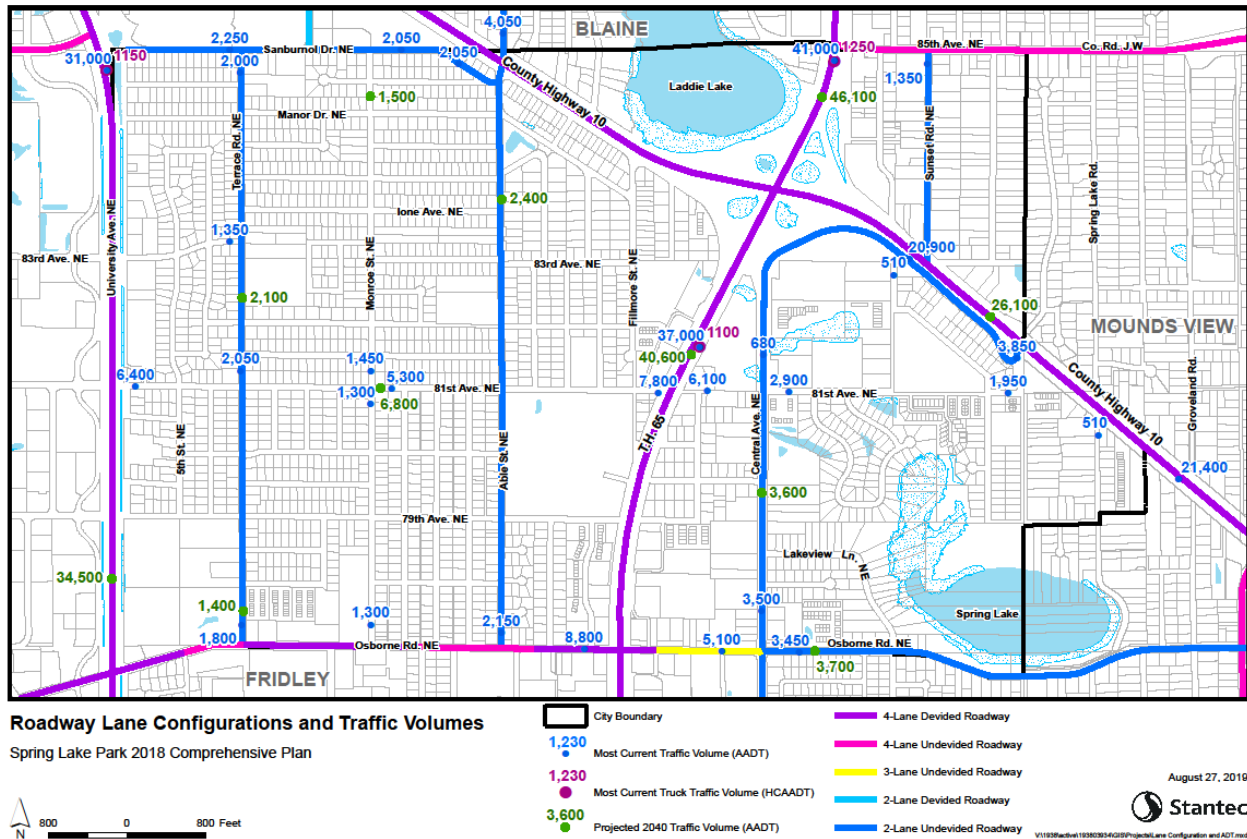 BLAINE
4,050
2,250
2,050
Sanburnol Dr. NE
2,050
31,000
1150
2,000
County Highway 10
41,000
1250
85th Ave. NE
Co. Rd. J.W
1,350
Laddie Lake
46,100
1,500
Manor Dr. NE
Terrace Rd. NE
Sunset Rd. NE
Spring Lake Rd.
2,400
Ione Ave. NE
1,350
University Ave. NE
Monroe St. NE
83rd Ave. NE
83rd Ave. NE
Fillmore St. NE
20,900
510
2,100
26,100
MOUNDS VIEW
37,000
1100
40,600
680
3,850
2,050
1,450
5,300
1,300
6,800
81st Ave. NE
6,400
7,800
6,100
2,900
81st Ave. NE
1,950
Groveland Rd.
County Highway 10
510
21,400
5th St. NE
Able St. NE
T.H. 65
Central Ave. NE
3,600
79th Ave. NE
Lakeview Ln. NE
34,500
1,400
1,300
1,800
2,150
3,500
Spring Lake
Osborne Rd. NE
8,800
5,100
3,450
Osborne Rd. NE
3,700
FRIDLEY
Roadway Lane Configurations and Traffic Volumes
Spring Lake Park 2018 Comprehensive Plan
N
800 0 800 Feet
City Boundary
1,230
Most Current Traffic Volume (AADT)
1,230
Most Current Truck Traffic Volume (HCAADT)
3,600
Projected 2040 Traffic Volume (AADT)
4-Lane Devided Roadway
4-Lane Undevided Roadway
3-Lane Undevided Roadway
2-Lane Devided Roadway
2-Lane Undevided Roadway
August 27, 2019
Stantec